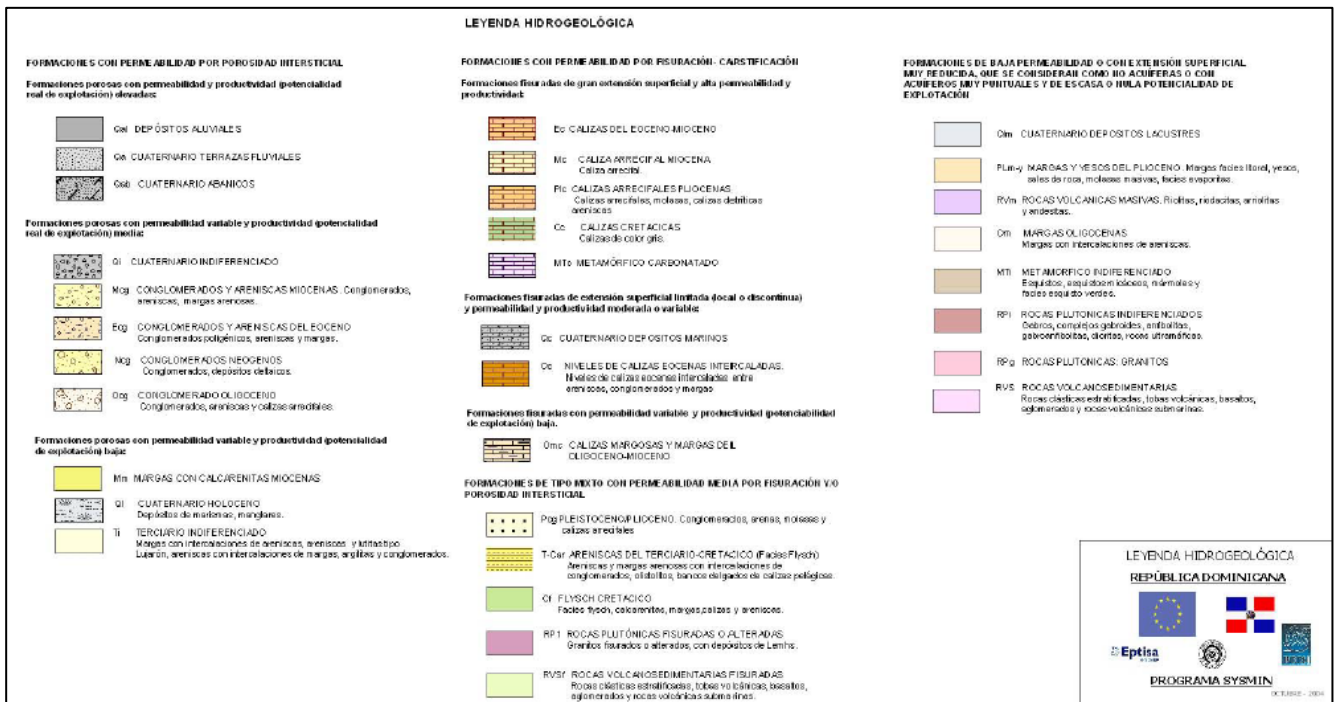 LEYENDA HIDROGEOLÓGICA
FORMACIONES CON PERMEABILIDAD POR POROSIDAD INTERSTICIAL
Formaciones porosas con permeabilidad y productividad (potencialidad
real de explotación) elevadas:
Qal DEPÓSITOS ALUVIALES
Qa CUATERNARIO TERRAZAS FLUVIALES
Qab CUATERNARIO ABANICOS
Formaciones porosas con permeabilidad variable y productividad (potencialidad
real de explotación) media:
Qi CUATERNARIO INDIFERENCIADO
Mcg CONGLOMERADOS Y ARENISCAS MIOCENAS. Conglomerados,
areniscas, margas arenosas.
Ecg CONGLOMERADOS Y ARENISCAS DEL EOCENO
Conglomerados poligénicos, areniscas y margas.
Ncg CONGLOMERADOS NEOGENOS
Conglomerados, depósitos deltaicos.
Ocg CONGLOMERADO OLIGOCENO
Conglomerados, areniscas y calizas arrecifales.
Formaciones porosas con permeabilidad variable y productividad (potencialidad
de explotación) baja:
Mm MARGAS CON CALCARENITAS MIOCENAS
Ql CUATERNARIO HOLOCENO
Depósitos de marismas, manglares.
Ti TERCIARIO INDIFERENCIADO
Margas con intercalaciones de areniscas, areniscas y lutitas tipo
Lujarón, areniscas con intercalaciones de margas, argilitas y conglomerados.
FORMACIONES CON PERMEABILIDAD POR FISURACIÓN- CARSTIFICACIÓN
Formaciones fisuradas de gran extensión superficial y alta permeabilidad y
productividad:
Ec CALIZAS DEL EOCENO-MIOCENO
Mc CALIZA ARRECIFAL MIOCENA
Caliza arrecifal.
Plc CALIZAS ARRECIFALES PLIOCENAS
Calizas arrecifales, molasas, calizas detríticas
areniscas
Cc CALIZAS CRETACICAS
Calizas de color gris.
MTc METAMÓRFICO CARBONATADO
Formaciones fisuradas de extensión superficial limitada (local o discontinua)
y permeabilidad y productividad moderada o variable:
Qc CUATERNARIO DEPOSITOS MARINOS
Ce NIVELES DE CALIZAS EOCENAS INTERCALADAS.
Niveles de calizas eocenas intercaladas entre
areniscas, conglomerados y margas
Formaciones fisuradas con permeabilidad variable y productividad (potenciabilidad
de explotación) baja.
Omc CALIZAS MARGOSAS Y MARGAS DEL
OLIGOCENO-MIOCENO
FORMACIONES DE TIPO MIXTO CON PERMEABILIDAD MEDIA POR FISURACIÓN Y/O
POROSIDAD INTERSTICIAL
Pcg PLEISTOCENO/PLIOCENO. Conglomerados, arenas, molasas y
calizas arrecifales
T-Car ARENISCAS DEL TERCIARIO-CRETACICO (Facies Flysch)
Areniscas y margas arenosas con intercalaciones de
conglomerados, olistolitos, bancos delgados de calizas pelágicas.
Cf FLYSCH CRETACICO
Facies flysch, calcarenitas, margas, calizas y areniscas.
RPf ROCAS PLUTÓNICAS FISURADAS O ALTERADAS
Granitos fisurados o alterados, con depósitos de Lemhs.
RVSf ROCAS VOLCANOSEDIMENTARIAS FISURADAS
Rocas clásticas estratificadas, tobas volcánicas, basaltos,
aglomerados y rocas volcánicas submarinas.
FORMACIONES DE BAJA PERMEABILIDAD O CON EXTENSIÓN SUPERFICIAL
MUY REDUCIDA, QUE SE CONSIDERAN COMO NO ACUÍFERAS O CON
ACUÍFEROS MUY PUNTUALES Y DE ESCASA O NULA POTENCIALIDAD DE
EXPLOTACIÓN
Qlm CUATERNARIO DEPOSITOS LACUSTRES
PLm-y MARGAS Y YESOS DEL PLIOCENO. Margas facies litoral, yesos,
sales de roca, molasas masivas, facies evaporitas.
RVm ROCAS VOLCANICAS MASIVAS. Riolitas, riodacitas, arriolitas
y andesitas.
Om MARGAS OLIGOCENAS
Margas con intercalaciones de areniscas.
MTi METAMORFICO INDIFERENCIADO
Esquistos, esquistos micáceos, mármoles y
facies esquisto verdes.
RPi ROCAS PLUTONICAS INDIFERENCIADOS
Gabros, complejos gabroides, anfibolitas,
gabroanfibolitas, dioritas, rocas ultramáficas.
RPg ROCAS PLUTONICAS: GRANITOS
RVS ROCAS VOLCANOSEDIMENTARIAS
Rocas clásticas estratificadas, tobas volcánicas, basaltos,
aglomerados y rocas volcánicas submarinas.
LEYENDA HIDROGEOLÓGICA
REPÚBLICA DOMINICANA
Eptisa
PROGRAMA SYSMIN
OCTUBRE - 2004